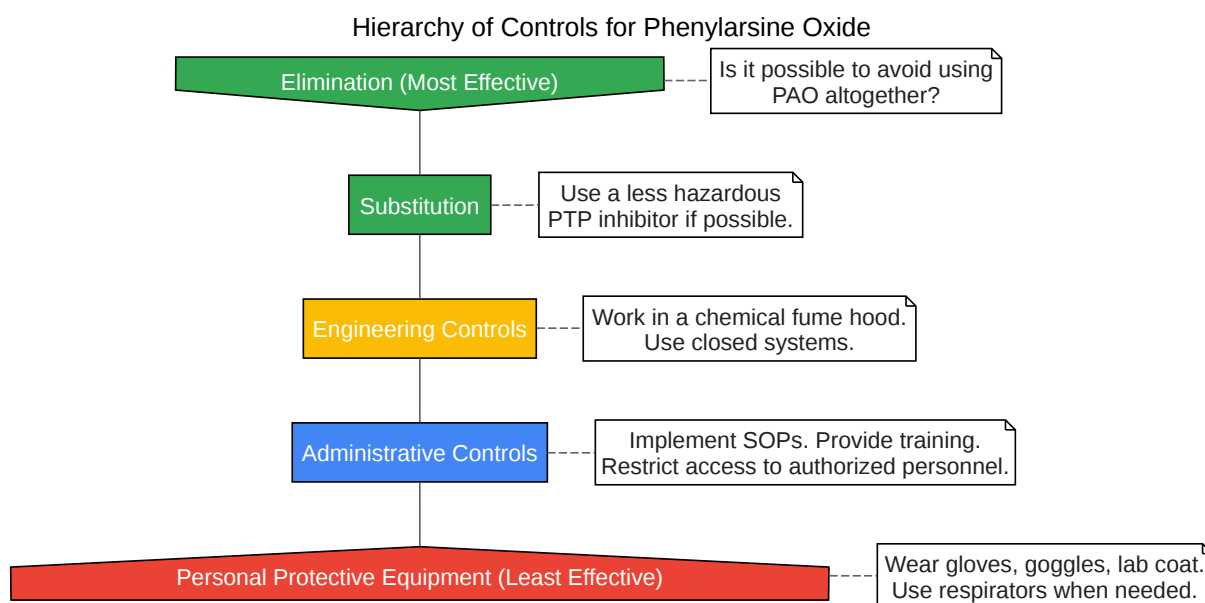 Hierarchy of Controls for Phenylarsine Oxide
Elimination (Most Effective)
Is it possible to avoid using
PAO altogether?
Substitution
Use a less hazardous
PTP inhibitor if possible.
Engineering Controls
Work in a chemical fume hood.
Use closed systems.
Administrative Controls
Implement SOPs. Provide training.
Restrict access to authorized personnel.
Personal Protective Equipment (Least Effective)
Wear gloves, goggles, lab coat.
Use respirators when needed.